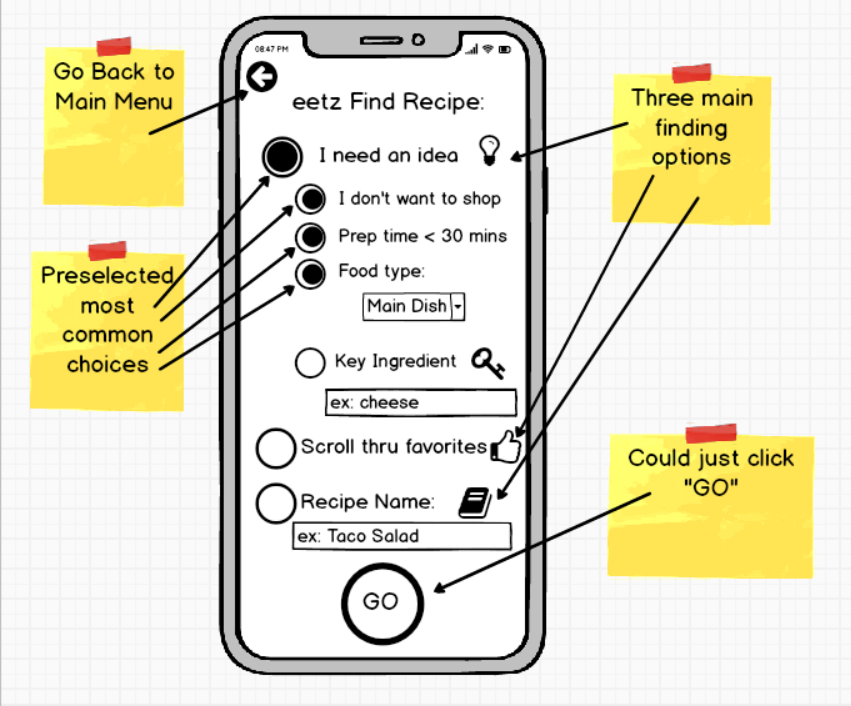 Go Back to
Main Menu
08:47 PM
eetz Find Recipe:
I need an idea
Three main
finding
options
I don't want to shop
Prep time < 30 mins
Food type:
Main Dish
Preselected
most
common
choices
Key Ingredient
ex: cheese
Scroll thru favorites
Recipe Name:
ex: Taco Salad
Could just click
"GO"
GO